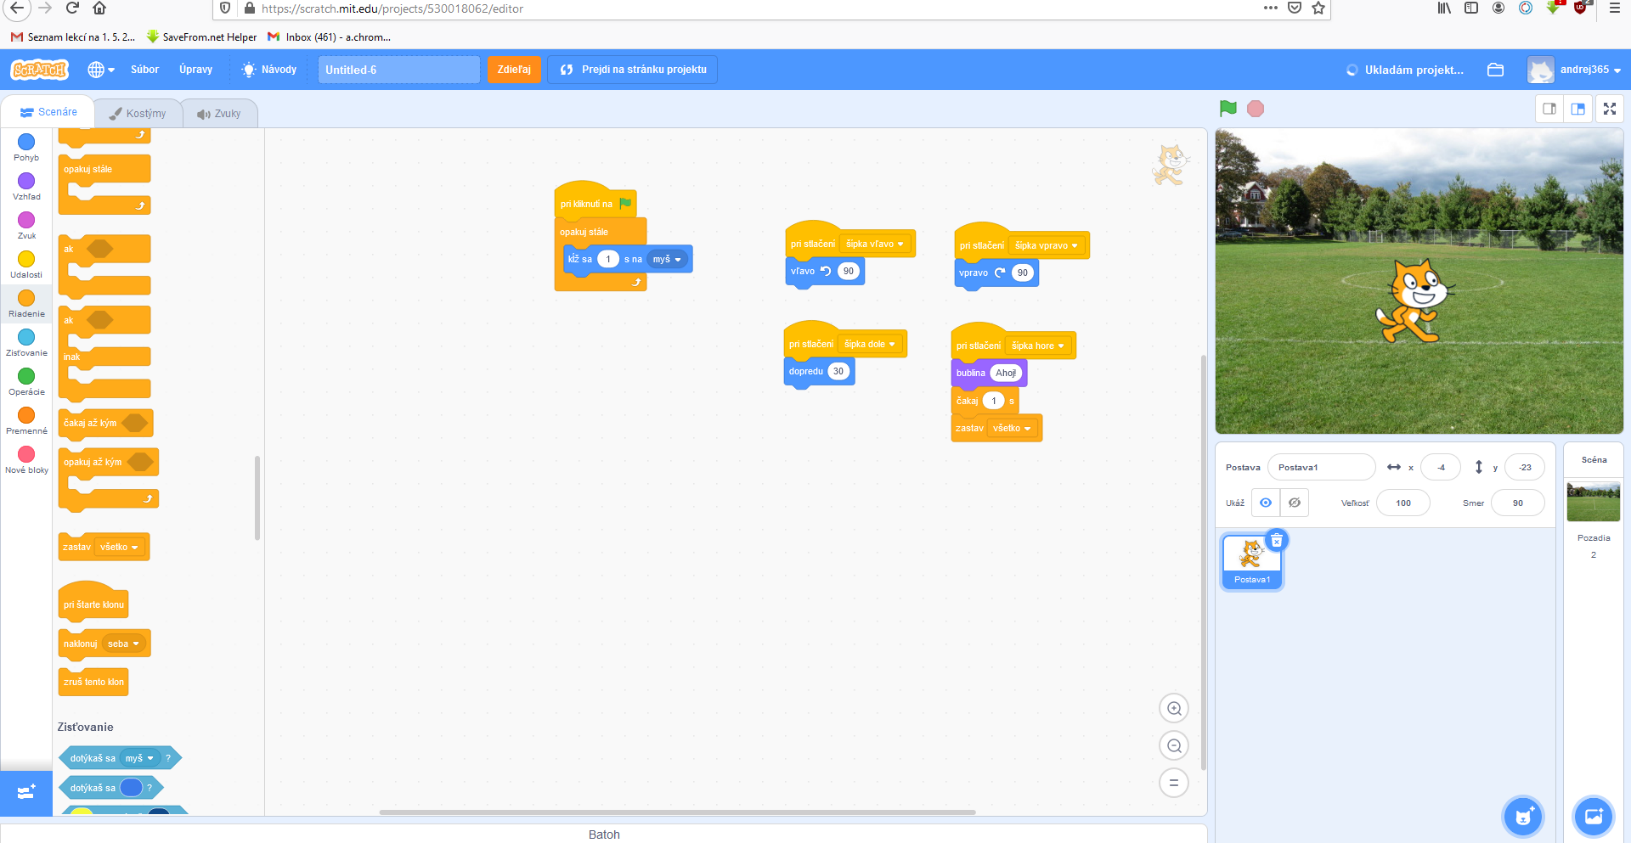 https://scratch.mit.edu/projects/530018062/editor
Seznam lekcí na 1. 5. 2...
SaveFrom.net Helper
Inbox (461) - a.chrom...
SCRATCH
Súbor
Úpravy
Návody
Untitled-6
Zdieľaj
Prejdi na stránku projektu
Ukladám projekt...
andrej365
Scenáre
Kostýmy
Zvuky
Pohyb
Vzhľad
Zvuk
Udalosti
Riadenie
Zisťovanie
Operácie
Premenné
Nové bloky
opakuj stále
ak
ak
inak
čakaj až kým
opakuj až kým
zastav všetko
pri štarte klonu
naklonuj seba
zruš tento klon
Zisťovanie
dotýkaš sa myš ?
dotýkaš sa ?
pri kliknutí na
opakuj stále
kĺž sa 1 s na myš
pri stlačení šípka vľavo
vľavo 90
pri stlačení šípka vpravo
vpravo 90
pri stlačení šípka dole
dopredu 30
pri stlačení šípka hore
bublina Ahoj!
čakaj 1 s
zastav všetko
Postava Postava1 x -4 y -23
Ukáž Veľkosť 100 Smer 90
Postava1
Scéna
Pozadia
2
Batoh